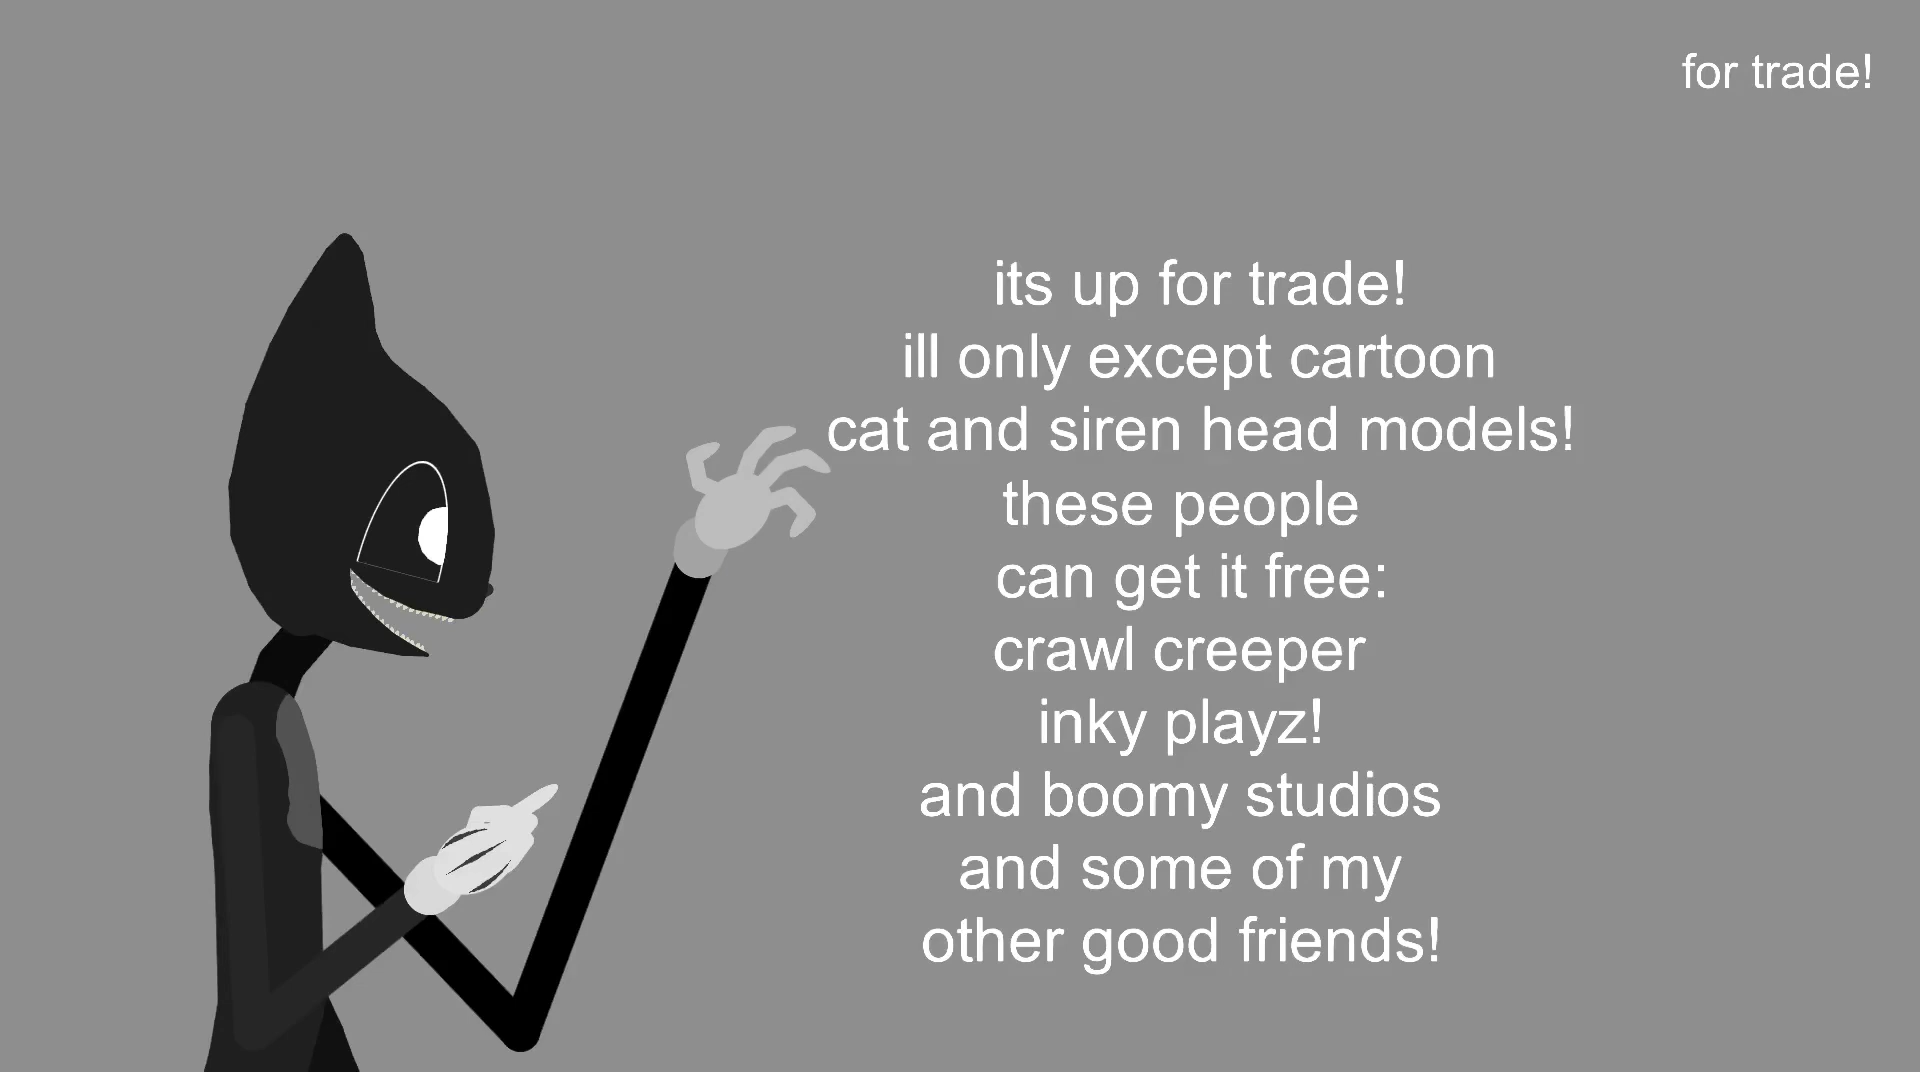 for trade!
its up for trade!
ill only except cartoon
cat and siren head models!
these people
can get it free:
crawl creeper
inky playz!
and boomy studios
and some of my
other good friends!